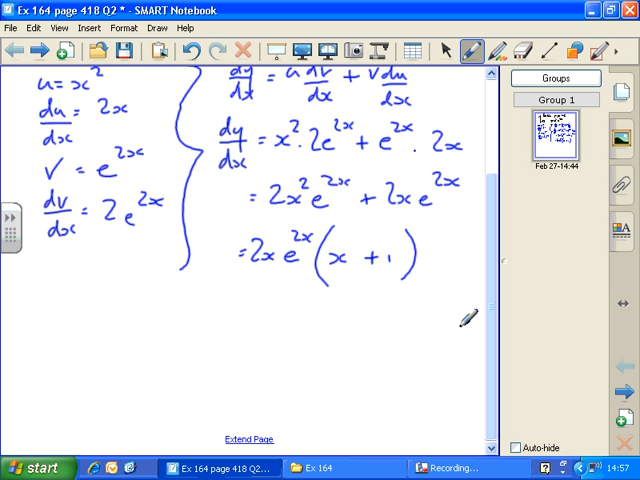 Ex 164 page 418 Q2 * - SMART Notebook
File Edit View Insert Format Draw Help
u = x²
du/dx = 2x
v = e^2x
dv/dx = 2e^2x
dy/dx = u dv/dx + v du/dx
dy/dx = x² · 2e^2x + e^2x · 2x
= 2x² e^2x + 2x e^2x
= 2x e^2x (x + 1)
Extend Page
Groups
Group 1
Feb 27-14:44
Auto-hide
start
Ex 164 page 418 Q2...
Ex 164
Recording...
14:57